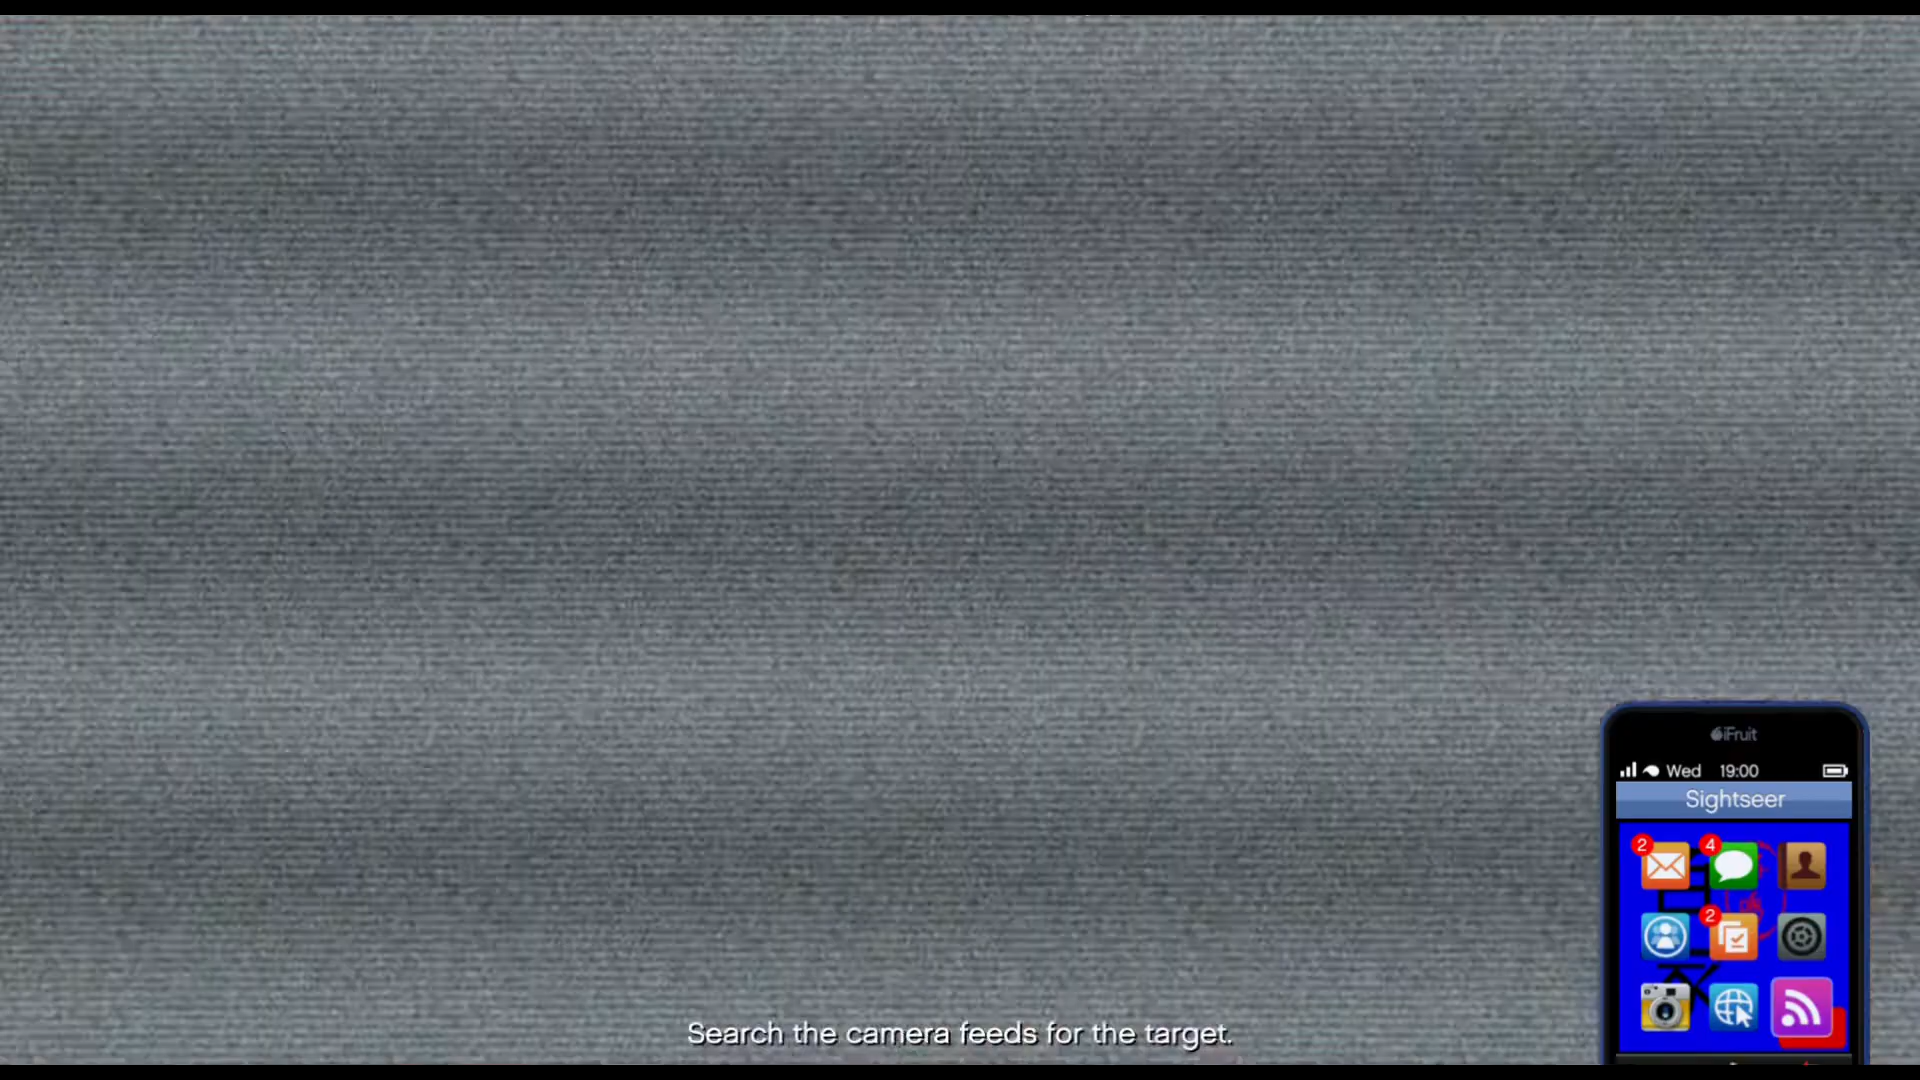 iFruit
Wed 19:00
Sightseer
2
4
2
Search the camera feeds for the target.